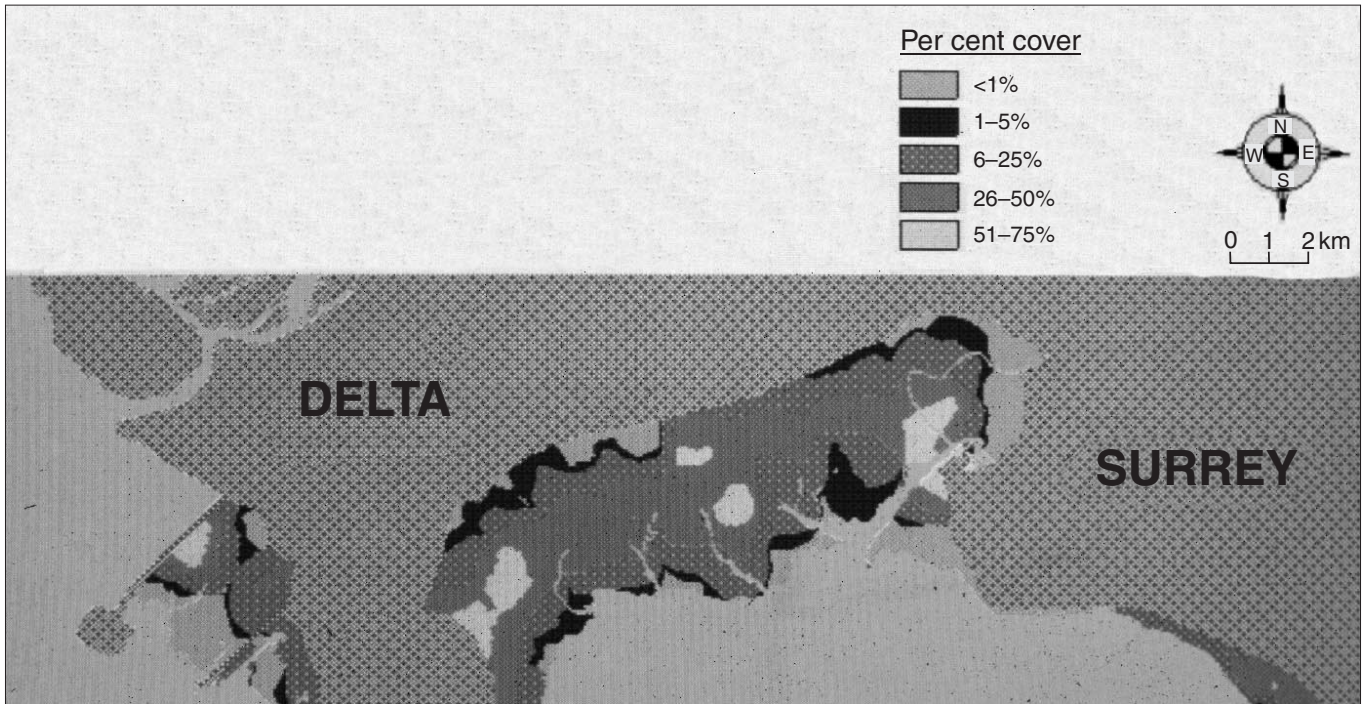 Per cent cover
<1%
1–5%
6–25%
26–50%
51–75%
N
W E
S
0 1 2 km
DELTA
SURREY